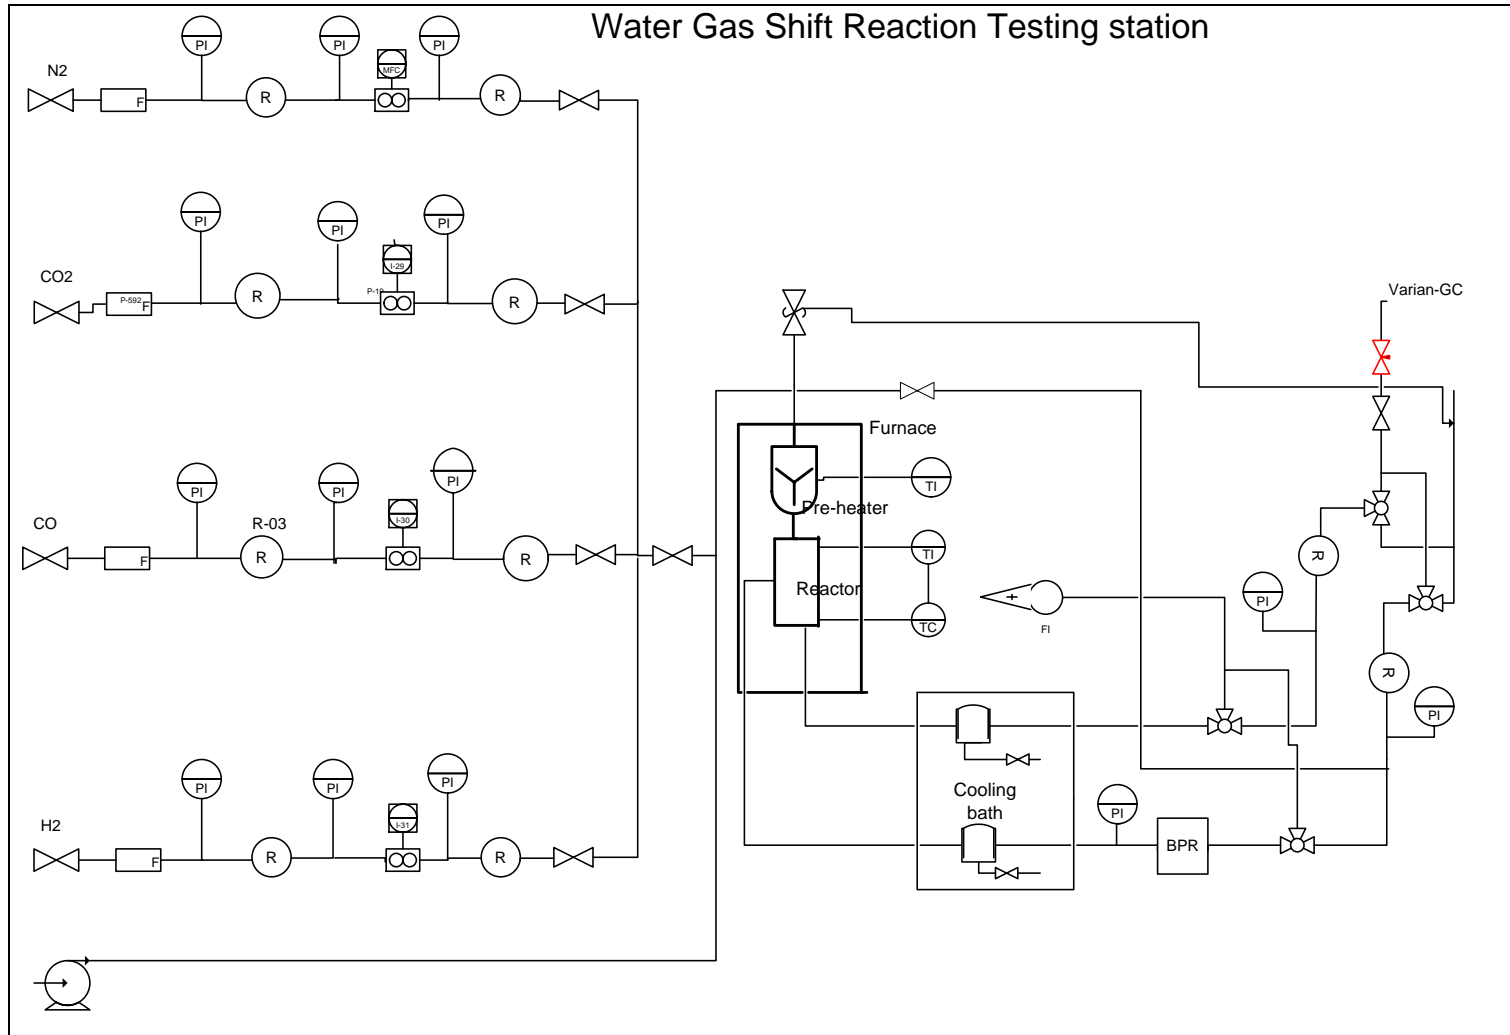 Water Gas Shift Reaction Testing station
PI
PI
PI
N2
MFC
F
R
R
PI
PI
PI
CO2
I-29
P-592
F
R
P-19
R
Varian-GC
Furnace
PI
PI
PI
TI
Pre-heater
CO
R-03
I-30
F
R
R
TI
R
Reactor
PI
TC
FI
R
PI
PI
PI
PI
H2
I-31
Cooling
bath
PI
F
R
R
BPR